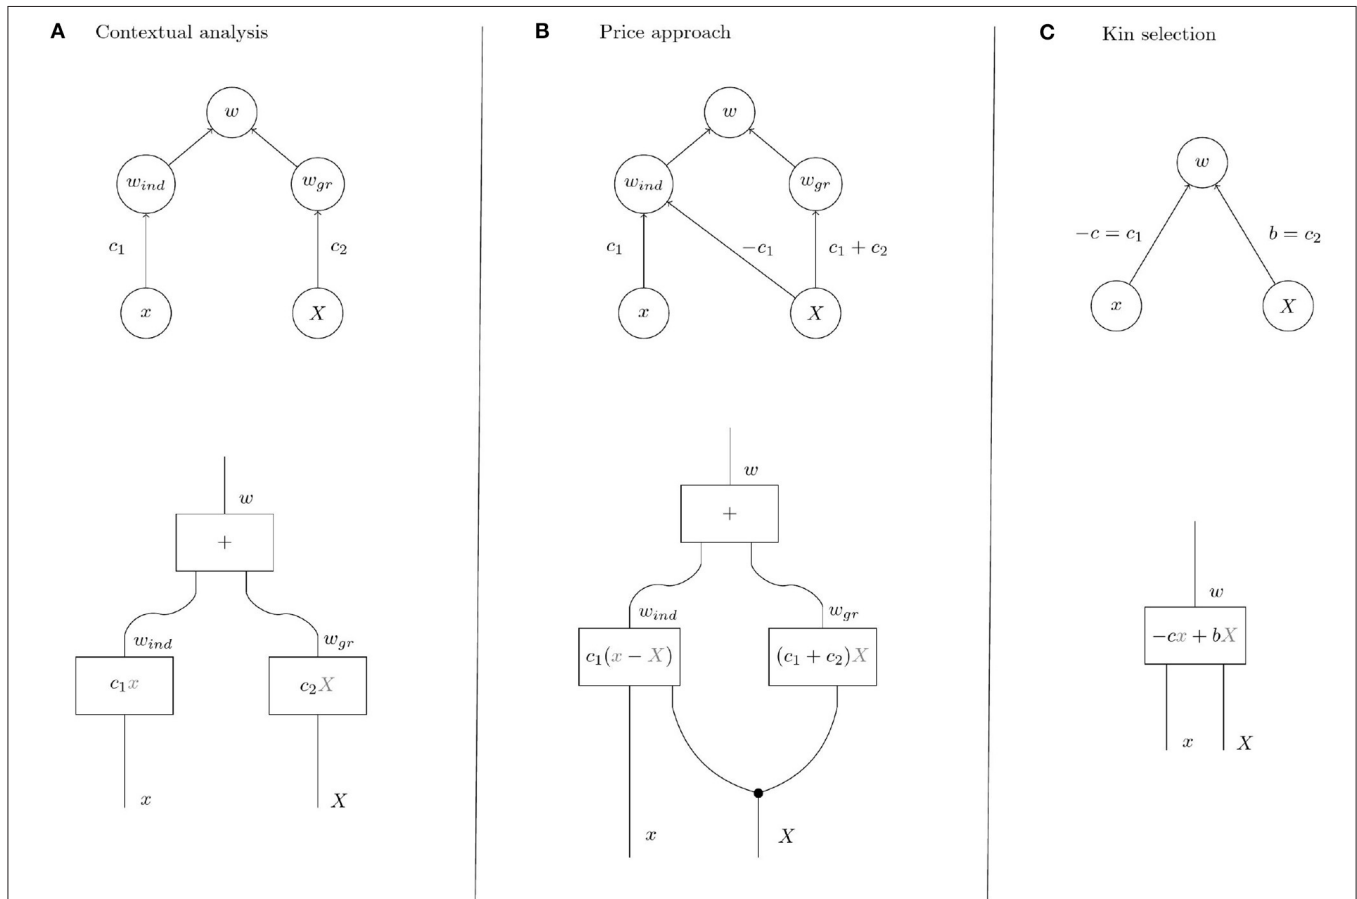 A Contextual analysis
w
w_ind w_gr
c_1 c_2
x X
w
+
w_ind w_gr
c_1x c_2X
x X
B Price approach
w
w_ind w_gr
c_1 −c_1 c_1 + c_2
x X
w
+
w_ind w_gr
c_1(x − X) (c_1 + c_2)X
x X
C Kin selection
w
−c = c_1 b = c_2
x X
w
−cx + bX
x X